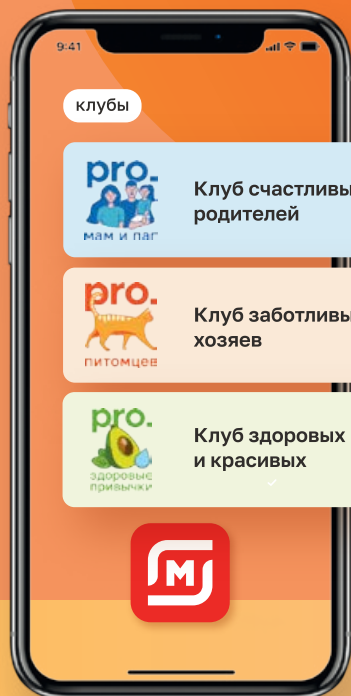 9:41
клубы
pro.
мам и пап
Клуб счастливы
родителей
pro.
питомцев
Клуб заботливы
хозяев
pro.
здоровые
привычки
Клуб здоровых
и красивых
М